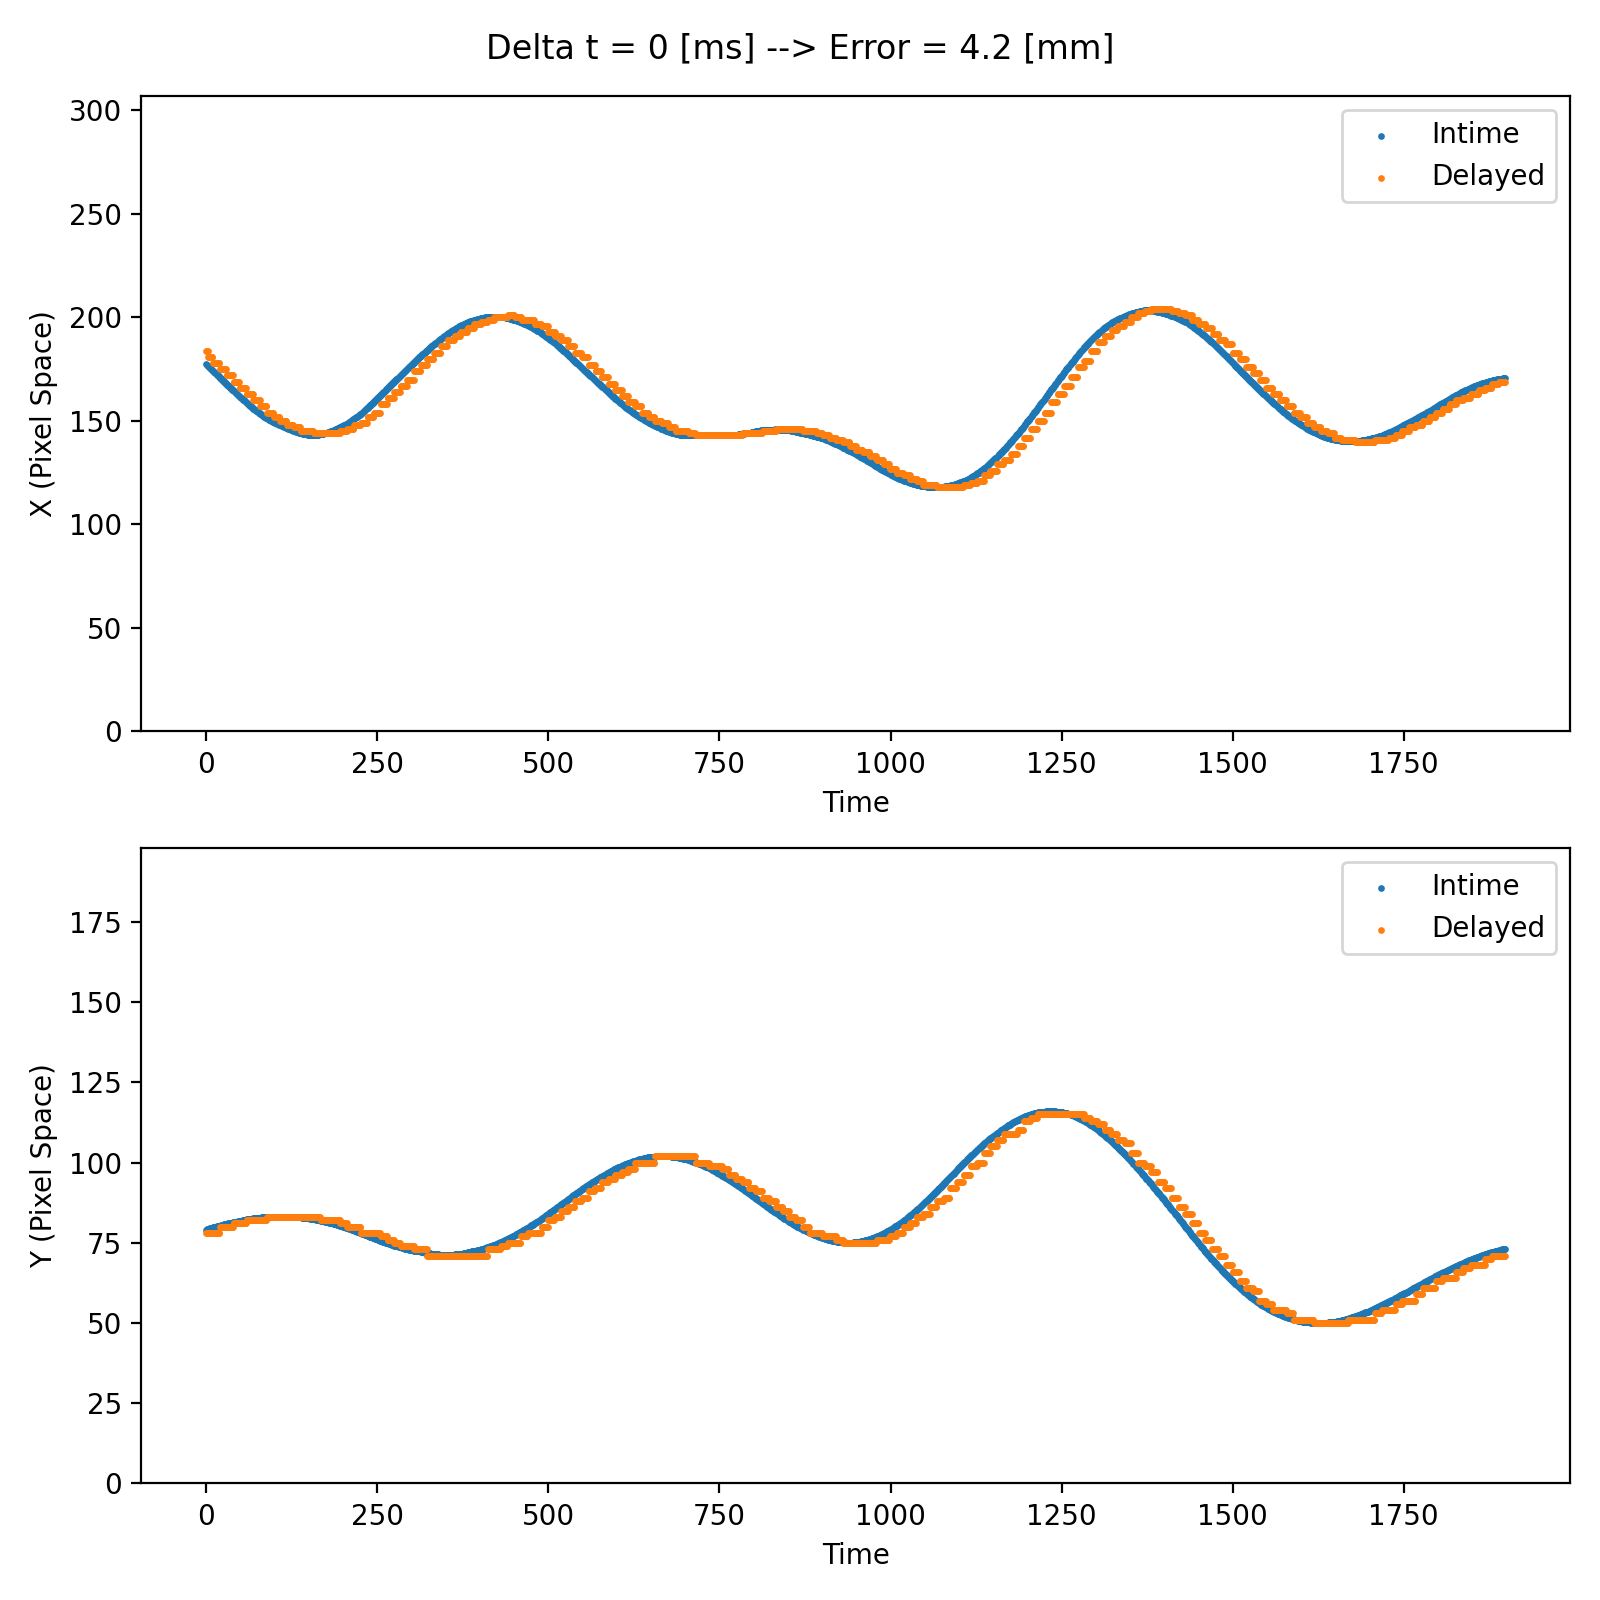 Delta t = 0 [ms] --> Error = 4.2 [mm]
300
250
200
150
100
50
0
X (Pixel Space)
Intime
Delayed
0 250 500 750 1000 1250 1500 1750
Time
175
150
125
100
75
50
25
0
Y (Pixel Space)
Intime
Delayed
0 250 500 750 1000 1250 1500 1750
Time